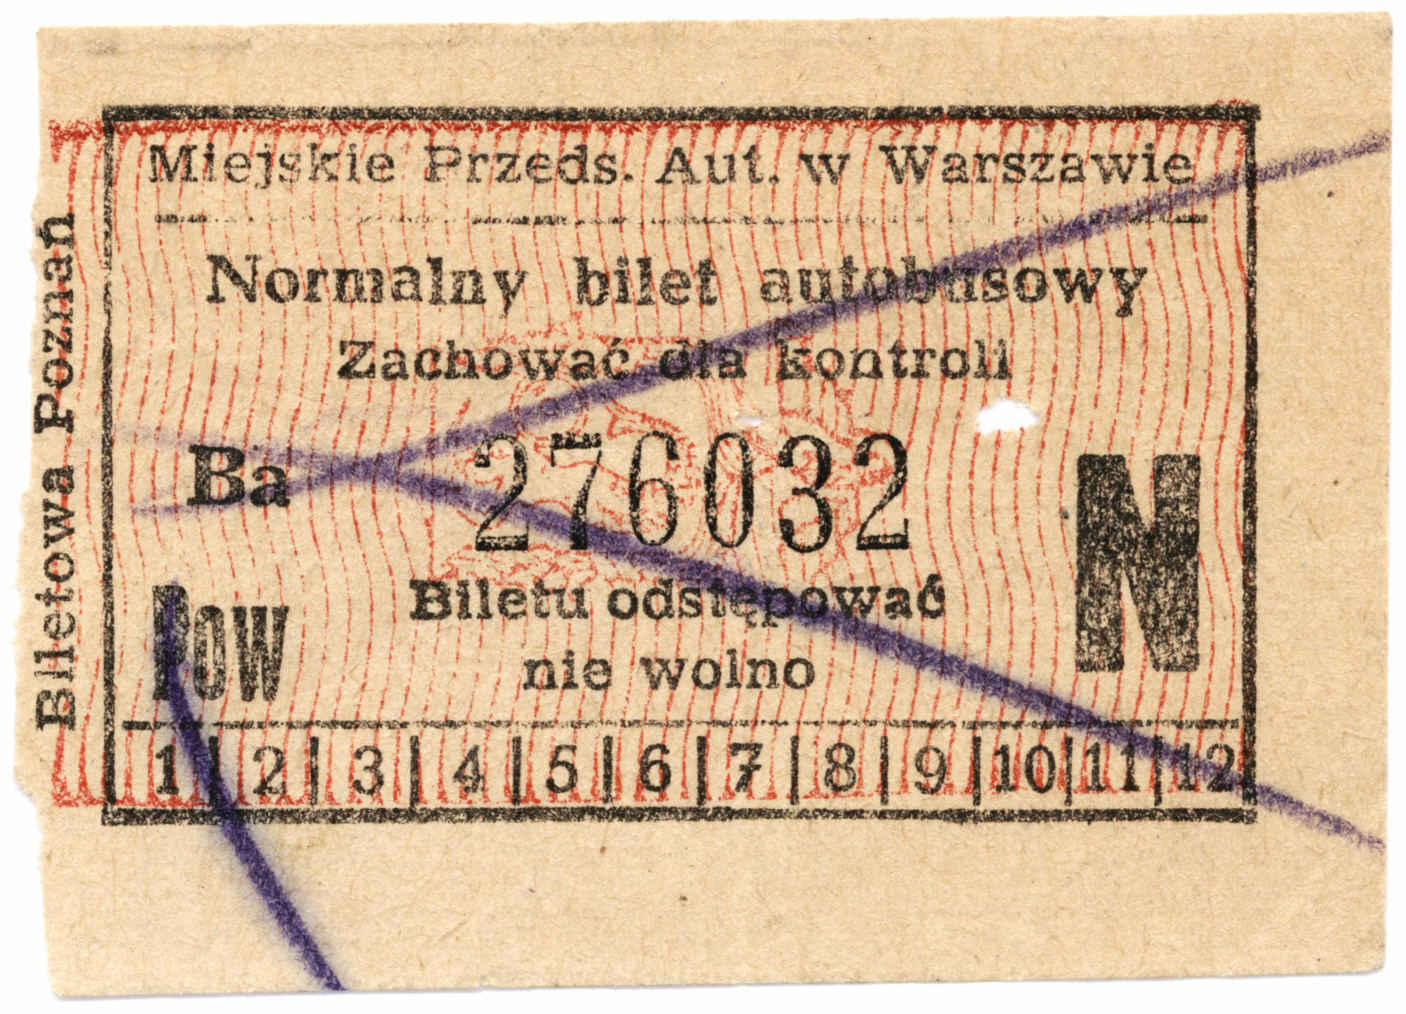 Miejskie Przeds. Aut. w Warszawie
Normalny bilet autobusowy
Zachować dla kontroli
Ba 276032
N
Biletu odstępować
nie wolno
Pow
1 | 2 | 3 | 4 | 5 | 6 | 7 | 8 | 9 | 10 | 11 | 12
Biletowa Poznań